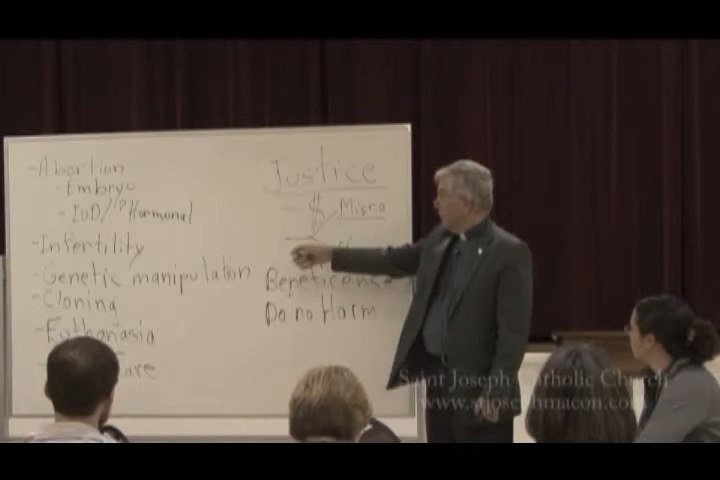 - Abortion
- Embryo
- IUD/?Hormonal
- Infertility
- Genetic manipulation
- Cloning
- Euthanasia
Justice
- $
Micro
Beneficense
Do no Harm
Saint Joseph Catholic Church
www.stjosephmacon.com